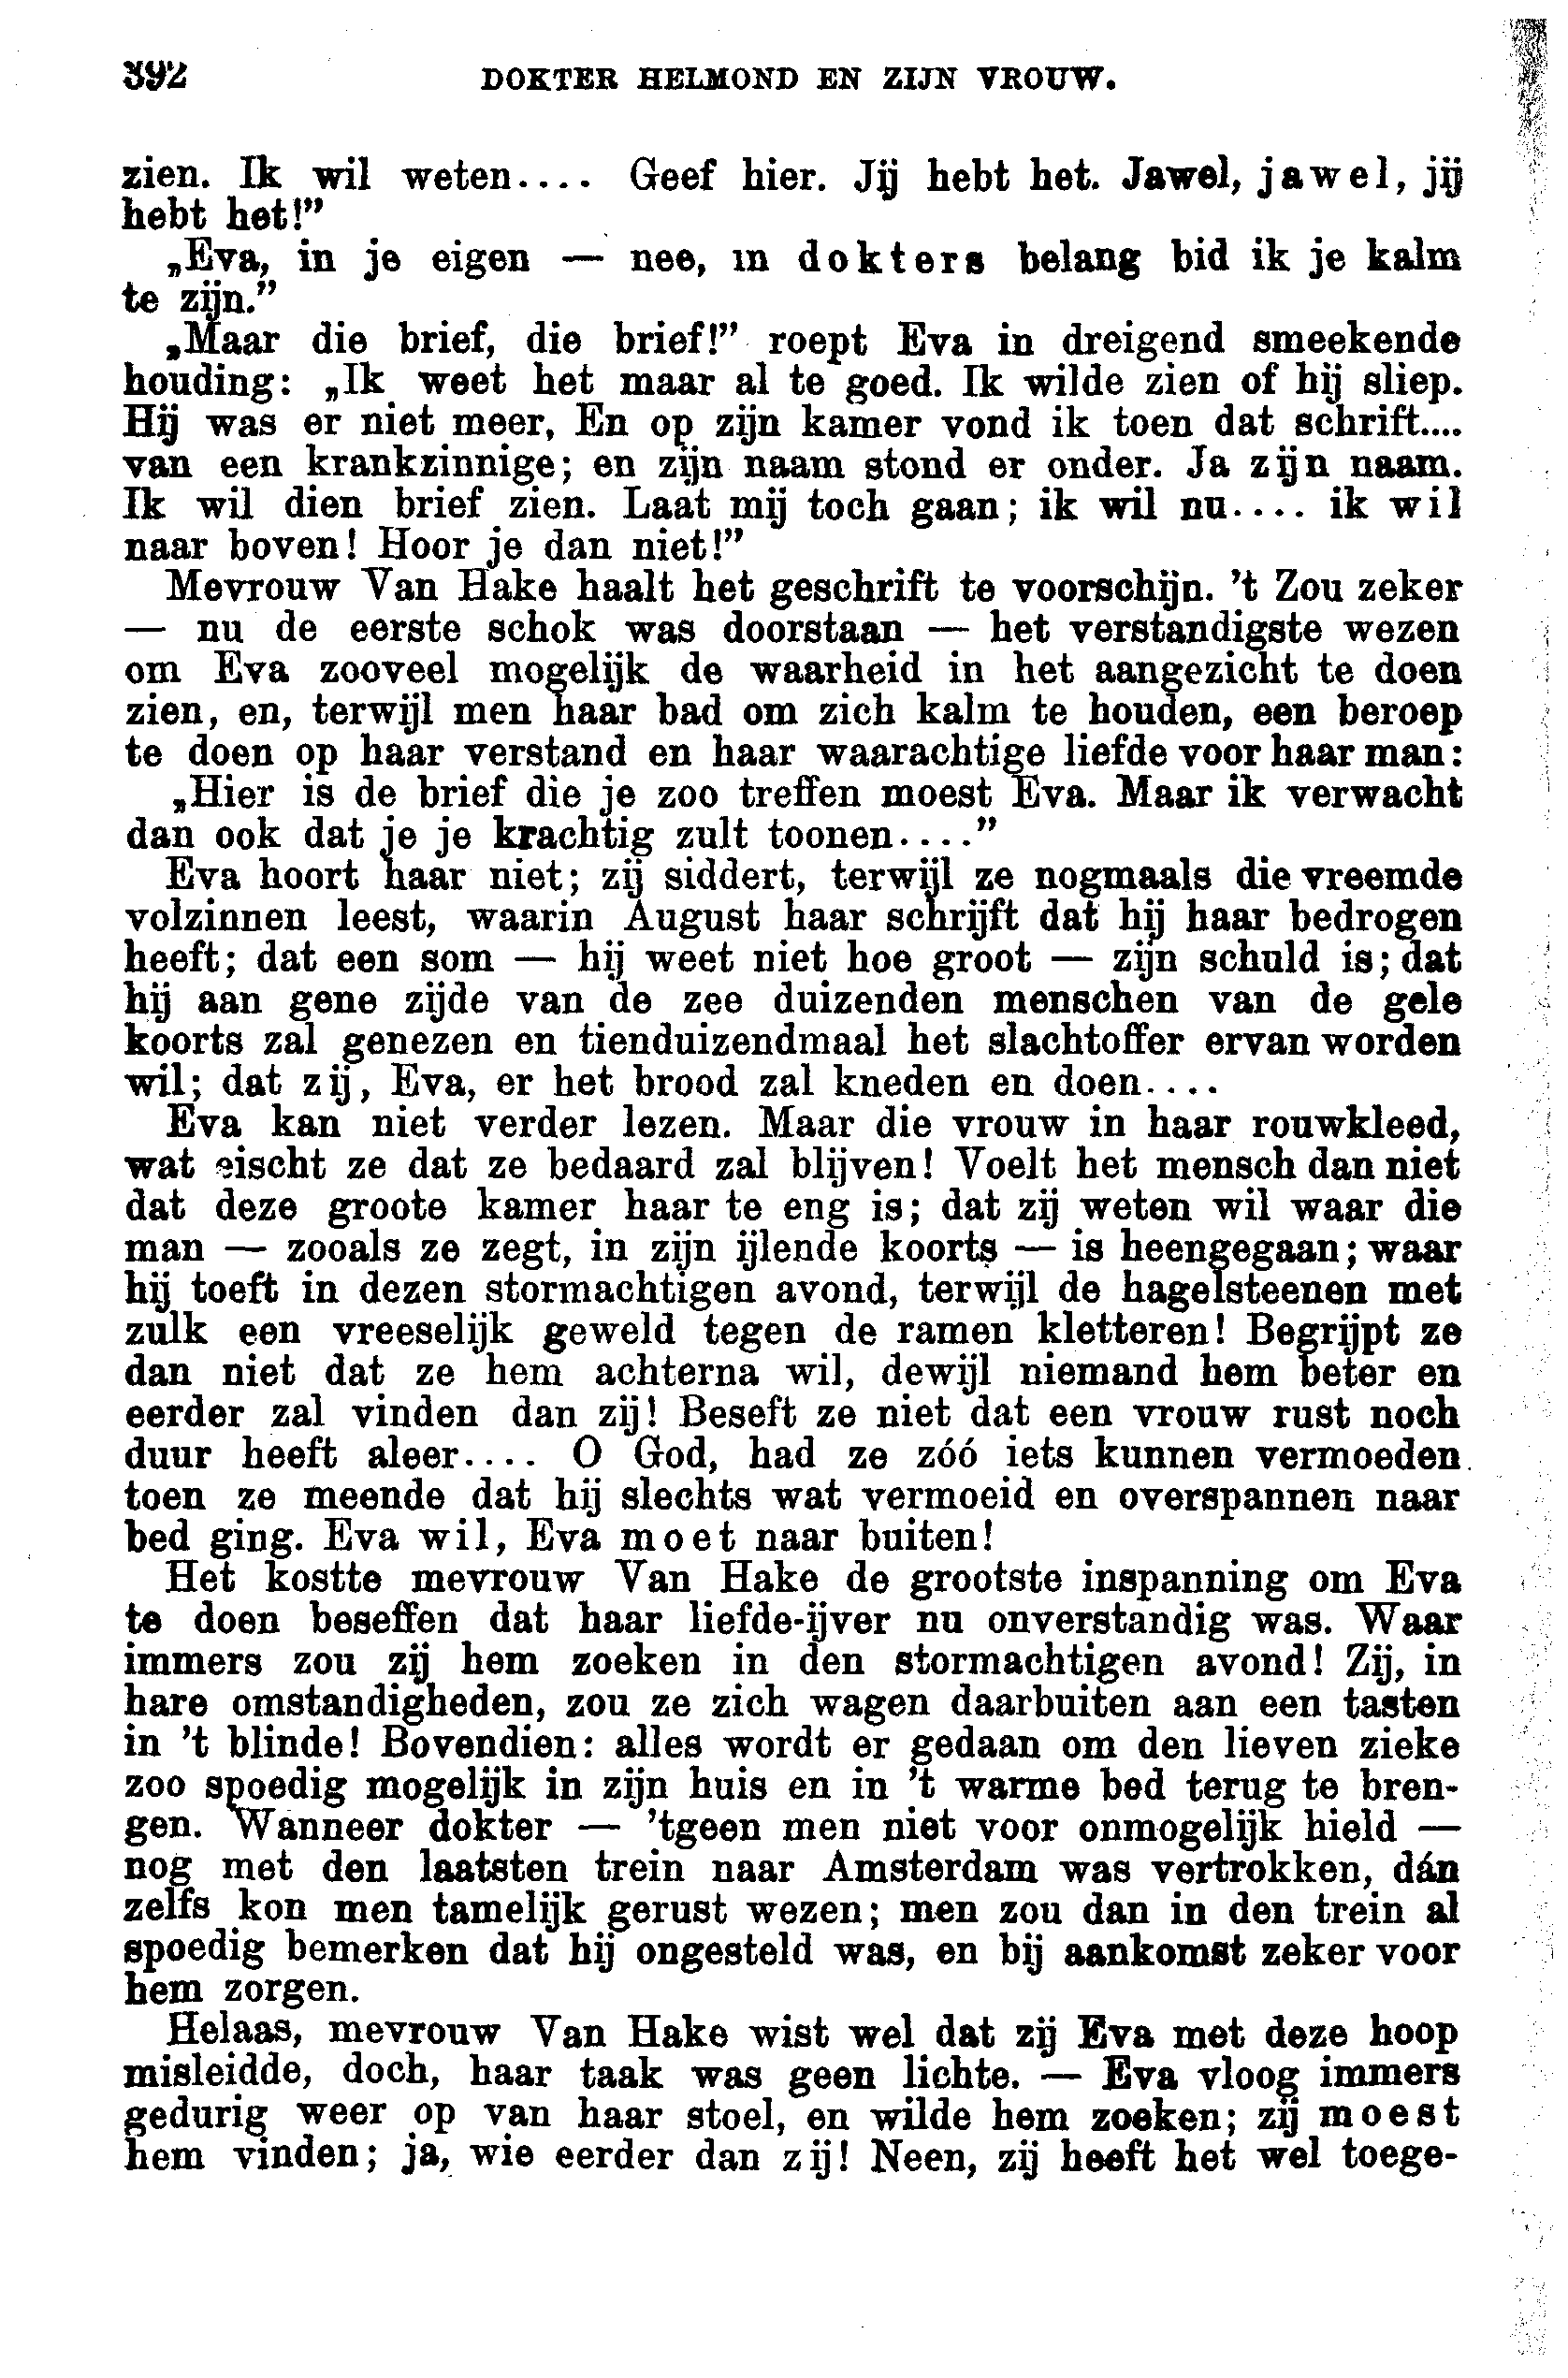 392 DOKTER HELMOND EN ZIJN VROUW.
zien. Ik wil weten.... Geef hier. Jij hebt het. Jawel, jawel, jij
hebt het!”
„Eva, in je eigen — nee, in dokters belang bid ik je kalm
te zijn.”
„Maar die brief, die brief!” roept Eva in dreigend smeekende
houding: „Ik weet het maar al te goed. Ik wilde zien of hij sliep.
Hij was er niet meer, En op zijn kamer vond ik toen dat schrift....
van een krankzinnige; en zijn naam stond er onder. Ja zijn naam.
Ik wil dien brief zien. Laat mij toch gaan; ik wil nu.... ik wil
naar boven! Hoor je dan niet!”
Mevrouw Van Hake haalt het geschrift te voorschijn. ’t Zou zeker
— nu de eerste schok was doorstaan — het verstandigste wezen
om Eva zooveel mogelijk de waarheid in het aangezicht te doen
zien, en, terwijl men haar bad om zich kalm te houden, een beroep
te doen op haar verstand en haar waarachtige liefde voor haar man:
„Hier is de brief die je zoo treffen moest Eva. Maar ik verwacht
dan ook dat je je krachtig zult toonen....”
Eva hoort haar niet; zij siddert, terwijl ze nogmaals die vreemde
volzinnen leest, waarin August haar schrijft dat hij haar bedrogen
heeft; dat een som — hij weet niet hoe groot — zijn schuld is; dat
hij aan gene zijde van de zee duizenden menschen van de gele
koorts zal genezen en tienduizendmaal het slachtoffer ervan worden
wil; dat zij, Eva, er het brood zal kneden en doen....
Eva kan niet verder lezen. Maar die vrouw in haar rouwkleed,
wat eischt ze dat ze bedaard zal blijven! Voelt het mensch dan niet
dat deze groote kamer haar te eng is; dat zij weten wil waar die
man — zooals ze zegt, in zijn ijlende koorts — is heengegaan; waar
hij toeft in dezen stormachtigen avond, terwijl de hagelsteenen met
zulk een vreeselijk geweld tegen de ramen kletteren! Begrijpt ze
dan niet dat ze hem achterna wil, dewijl niemand hem beter en
eerder zal vinden dan zij! Beseft ze niet dat een vrouw rust noch
duur heeft aleer.... O God, had ze zóó iets kunnen vermoeden
toen ze meende dat hij slechts wat vermoeid en overspannen naar
bed ging. Eva wil, Eva moet naar buiten!
Het kostte mevrouw Van Hake de grootste inspanning om Eva
te doen beseffen dat haar liefde-ijver nu onverstandig was. Waar
immers zou zij hem zoeken in den stormachtigen avond! Zij, in
hare omstandigheden, zou ze zich wagen daarbuiten aan een tasten
in ’t blinde! Bovendien: alles wordt er gedaan om den lieven zieke
zoo spoedig mogelijk in zijn huis en in ’t warme bed terug te bren-
gen. Wanneer dokter — ’tgeen men niet voor onmogelijk hield —
nog met den laatsten trein naar Amsterdam was vertrokken, dán
zelfs kon men tamelijk gerust wezen; men zou dan in den trein al
spoedig bemerken dat hij ongesteld was, en bij aankomst zeker voor
hem zorgen.
Helaas, mevrouw Van Hake wist wel dat zij Eva met deze hoop
misleidde, doch, haar taak was geen lichte. — Eva vloog immers
gedurig weer op van haar stoel, en wilde hem zoeken; zij moest
hem vinden; ja, wie eerder dan zij! Neen, zij heeft het wel toege-